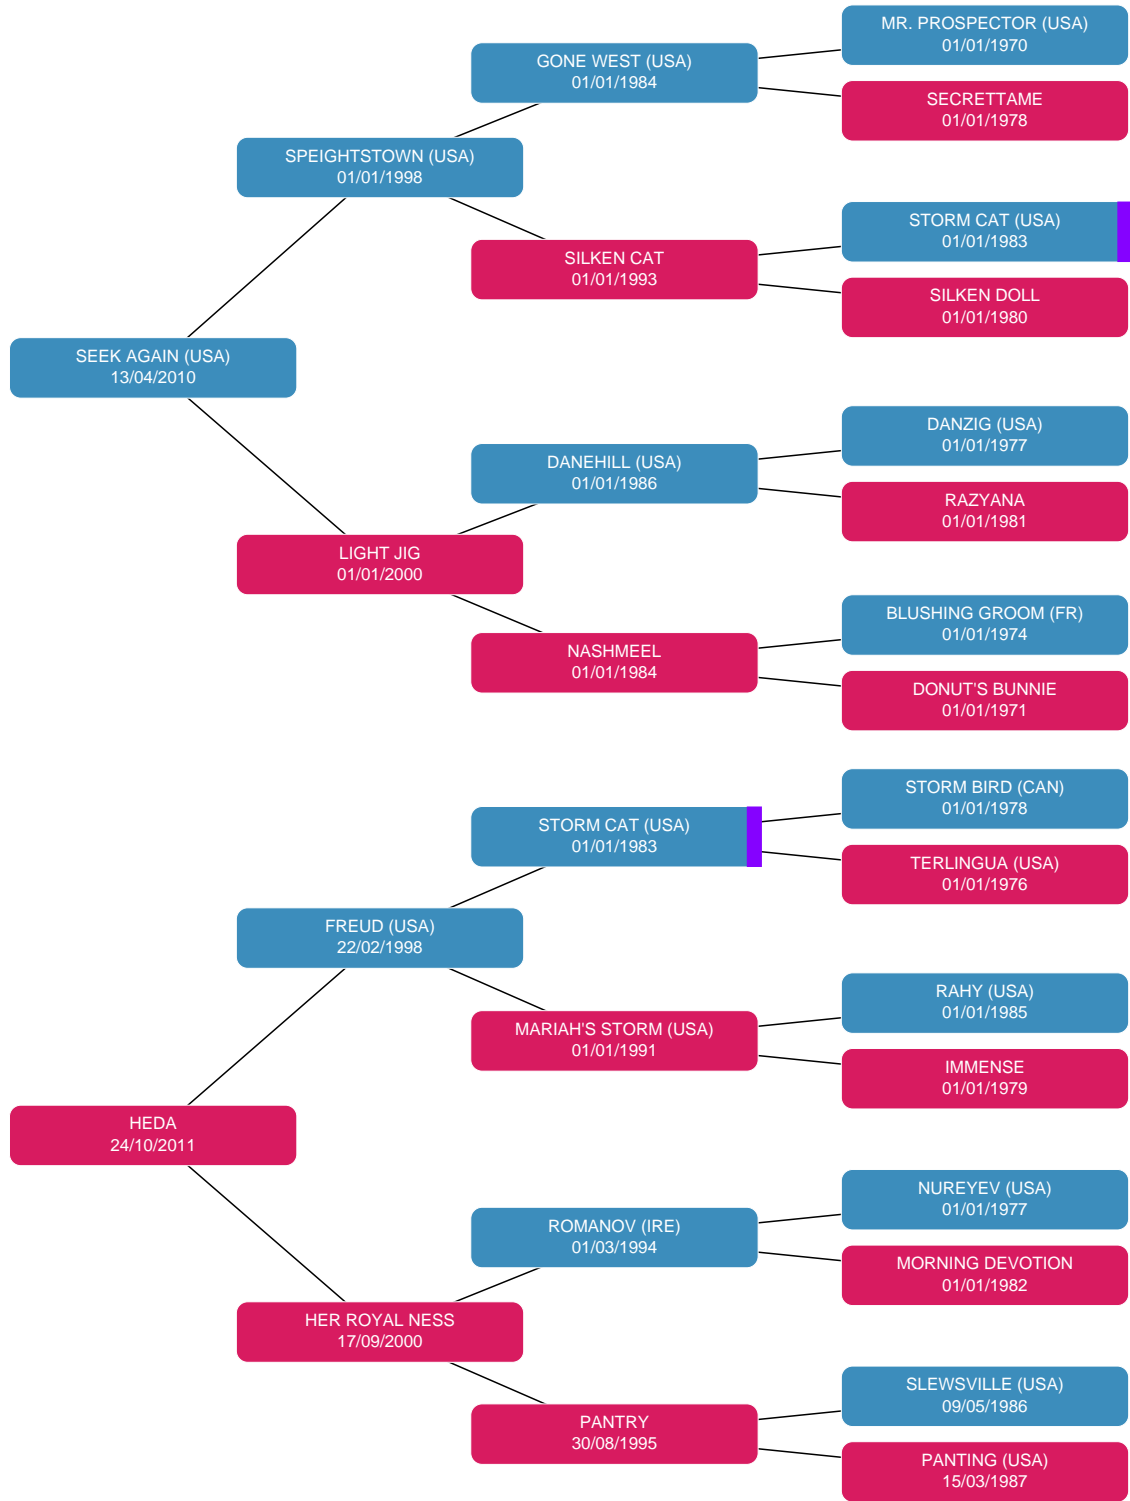 MR. PROSPECTOR (USA)
01/01/1970
GONE WEST (USA)
01/01/1984
SECRETTAME
01/01/1978
SPEIGHTSTOWN (USA)
01/01/1998
STORM CAT (USA)
01/01/1983
SILKEN CAT
01/01/1993
SILKEN DOLL
01/01/1980
SEEK AGAIN (USA)
13/04/2010
DANZIG (USA)
01/01/1977
DANEHILL (USA)
01/01/1986
RAZYANA
01/01/1981
LIGHT JIG
01/01/2000
BLUSHING GROOM (FR)
01/01/1974
NASHMEEL
01/01/1984
DONUT'S BUNNIE
01/01/1971
STORM BIRD (CAN)
01/01/1978
STORM CAT (USA)
01/01/1983
TERLINGUA (USA)
01/01/1976
FREUD (USA)
22/02/1998
RAHY (USA)
01/01/1985
MARIAH'S STORM (USA)
01/01/1991
IMMENSE
01/01/1979
HEDA
24/10/2011
NUREYEV (USA)
01/01/1977
ROMANOV (IRE)
01/03/1994
MORNING DEVOTION
01/01/1982
HER ROYAL NESS
17/09/2000
SLEWSVILLE (USA)
09/05/1986
PANTRY
30/08/1995
PANTING (USA)
15/03/1987